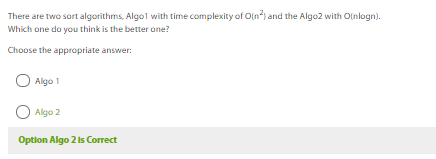 There are two sort algorithms, Algo1 with time complexity of O(n²) and the Algo2 with O(nlogn).
Which one do you think is the better one?
Choose the appropriate answer:
Algo 1
Algo 2
Option Algo 2 Is Correct